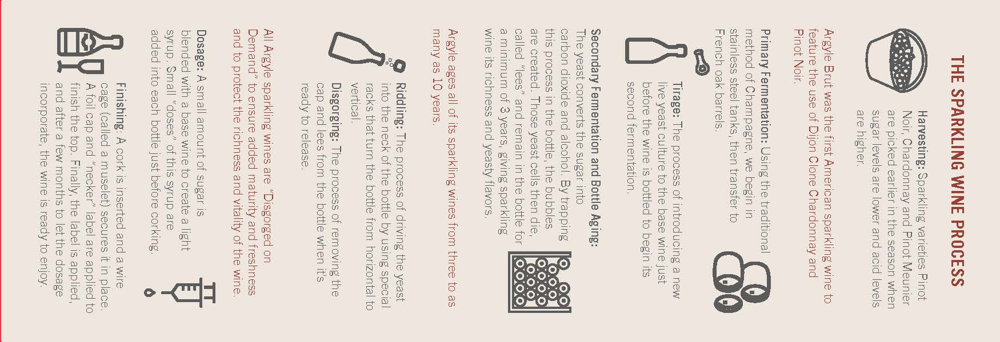 THE SPARKLING WINE PROCESS
Harvesting: Sparkling varieties Pinot
Noir, Chardonnay and Pinot Meunier
are picked earlier in the season when
sugar levels are lower and acid levels
are higher.
Argyle Brut was the first American sparkling wine to
feature the use of Dijon Clone Chardonnay and
Pinot Noir.
Primary Fermentation: Using the traditional
method of Champagne, we begin in
stainless steel tanks, then transfer to
French oak barrels.
Tirage: The process of introducing a new
live yeast culture to the base wine just
before the wine is bottled to begin its
second fermentation.
Secondary Fermentation and Bottle Aging:
The yeast converts the sugar into
carbon dioxide and alcohol. By trapping
this process in the bottle, the bubbles
are created. Those yeast cells then die,
called “lees” and remain in the bottle for
a minimum of 3 years, giving sparkling
wine its richness and yeasty flavors.
Argyle ages all of its sparkling wines from three to as
many as 10 years.
Riddling: The process of driving the yeast
into the neck of the bottle by using special
racks that turn the bottle from horizontal to
vertical.
Disgorging: The process of removing the
cap and lees from the bottle when it’s
ready to release.
All Argyle sparkling wines are “Disgorged on
Demand” to ensure added maturity and freshness
and to protect the richness and vitality of the wine.
Dosage: A small amount of sugar is
blended with a base wine to create a light
syrup. Small “doses” of this syrup are
added into each bottle just before corking.
Finishing: A cork is inserted and a wire
cage (called a muselet) secures it in place.
A foil cap and “necker” label are applied to
finish the top. Finally, the label is applied,
and after a few months to let the dosage
incorporate, the wine is ready to enjoy.